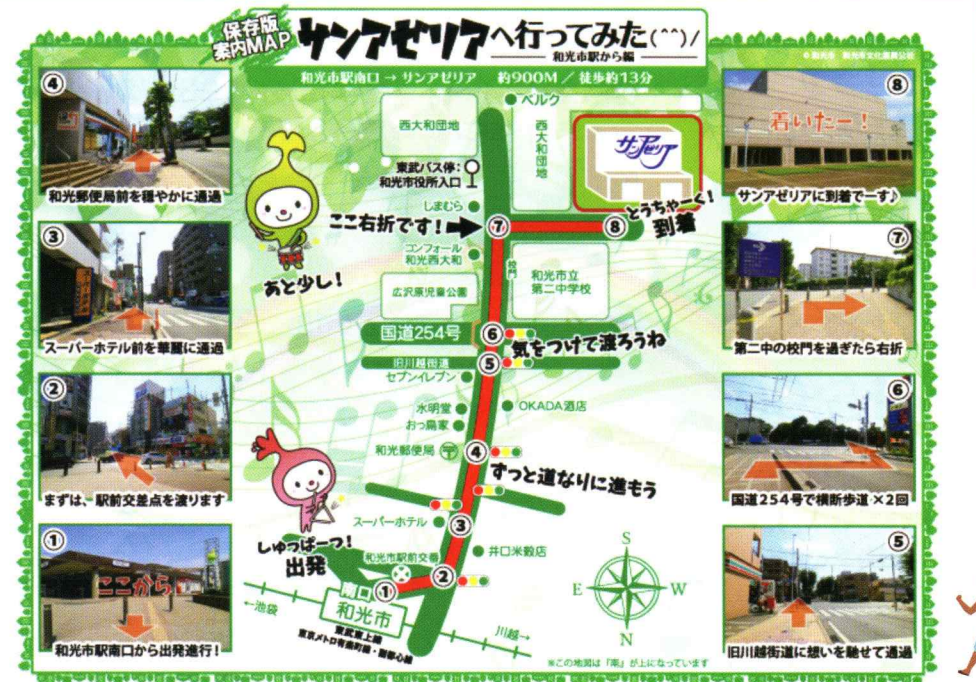 保存版
案内MAP
サンアゼリアへ行ってみた(^^)/
和光市駅から編
和光市駅南口 → サンアゼリア 約900M / 徒歩約13分
④
和光郵便局前を穏やかに通過
③
スーパーホテル前を華麗に通過
②
まずは、駅前交差点を渡ります
①
ここから
和光市駅南口から出発進行!
ベルク
西大和団地
西大和団地
サンアゼリア
東武バス停:
和光市役所入口
しまむら
ここ右折です!
⑦
⑧
とうちゃーく!
到着
コンフォール
和光西大和
校門
和光市立
第二中学校
広沢原児童公園
あと少し!
国道254号
⑥
気をつけて渡ろうね
旧川越街道
⑤
セブンイレブン
水明堂
OKADA酒店
おっ鳥家
和光郵便局
〒
④
ずっと道なりに進もう
スーパーホテル
③
しゅっぱーつ!
出発
和光市駅前交番
井口米穀店
②
南口
①
和光市
←池袋
川越→
東武東上線
東京メトロ有楽町線・副都心線
S
E
W
N
※この地図は「南」が上になっています
⑧
着いたー!
サンアゼリアに到着でーす♪
⑦
第二中の校門を過ぎたら右折
⑥
国道254号で横断歩道×2回
⑤
旧川越街道に想いを馳せて通過